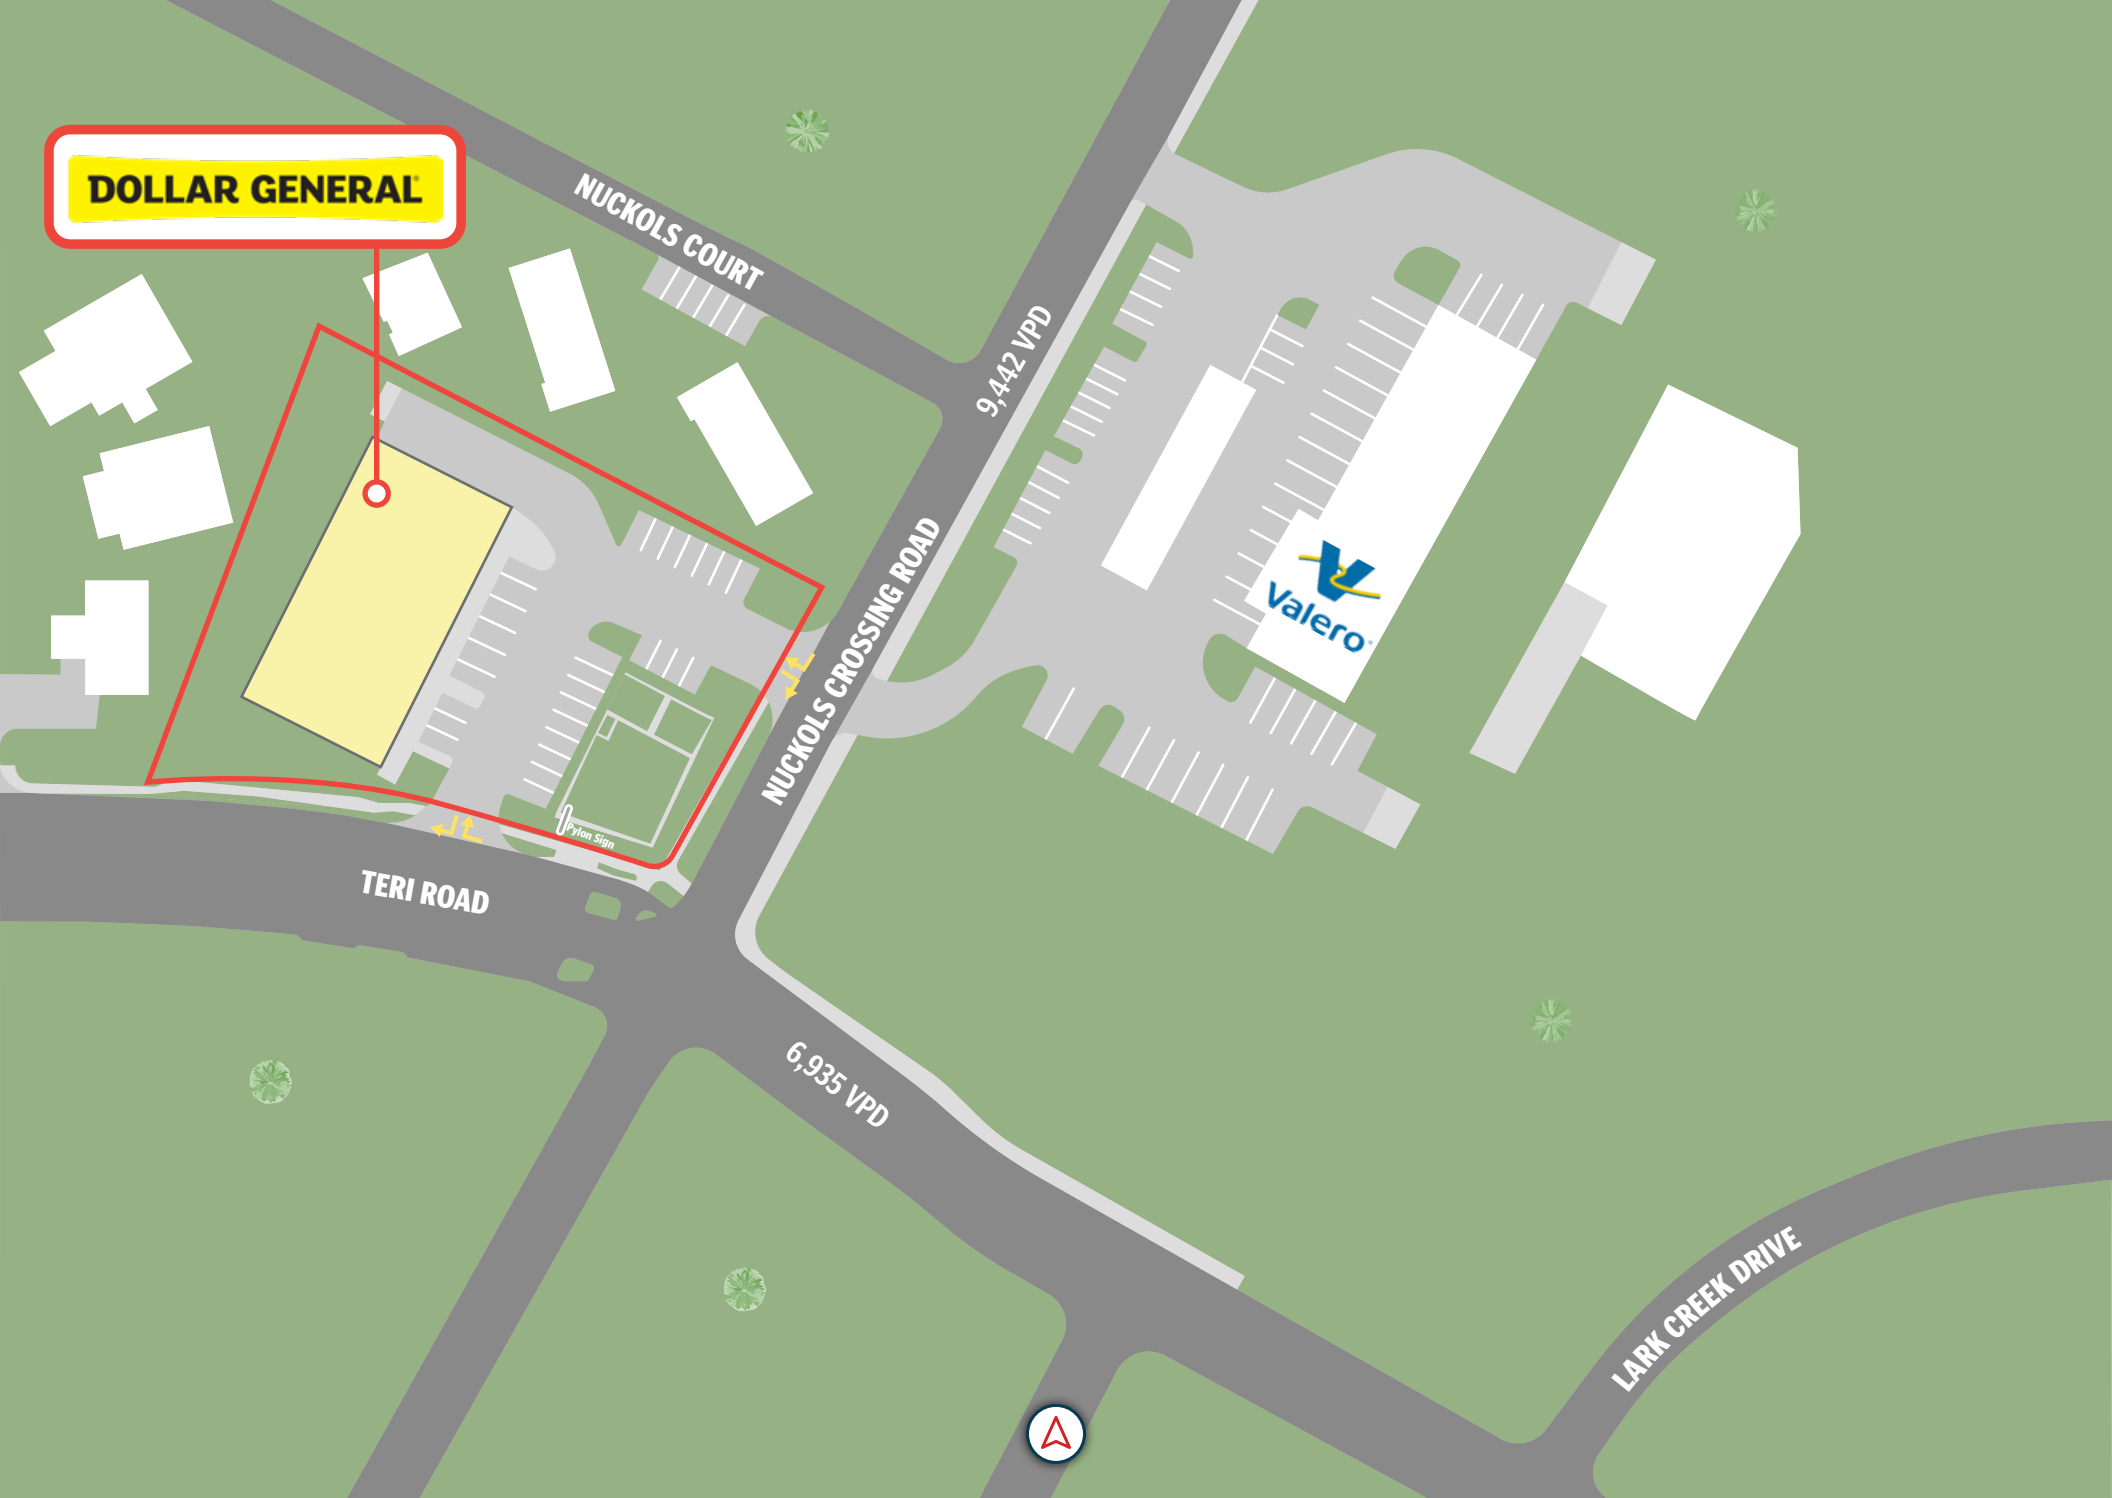 DOLLAR GENERAL
NUCKOLS COURT
9,442 VPD
NUCKOLS CROSSING ROAD
Valero
Pylon Sign
TERI ROAD
6,935 VPD
LARK CREEK DRIVE